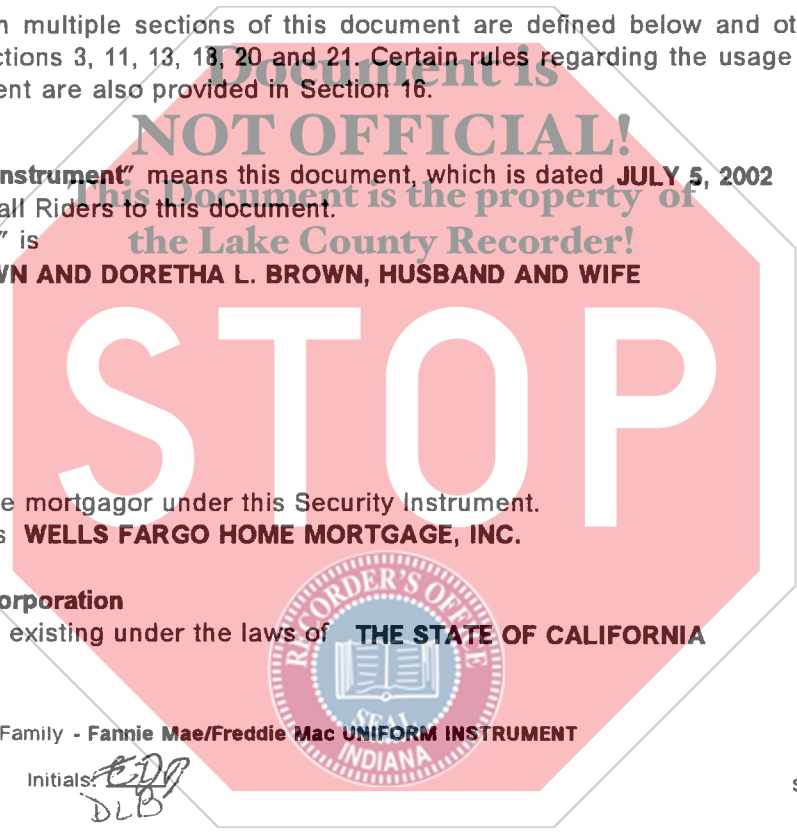 n multiple sections of this document are defined below and ot
ctions 3, 11, 13, 18, 20 and 21. Certain rules regarding the usage
Document is
ent are also provided in Section 16.
NOT OFFICIAL!
nstrument" means this document, which is dated JULY 5, 2002
This Document is the property of
all Riders to this document.
" is
the Lake County Recorder!
WN AND DORETHA L. BROWN, HUSBAND AND WIFE
STOP
e mortgagor under this Security Instrument.
s WELLS FARGO HOME MORTGAGE, INC.
orporation
existing under the laws of THE STATE OF CALIFORNIA
RECORDER'S OFFICE
SEAL
INDIANA
Family - Fannie Mae/Freddie Mac UNIFORM INSTRUMENT
Initials:
DLB